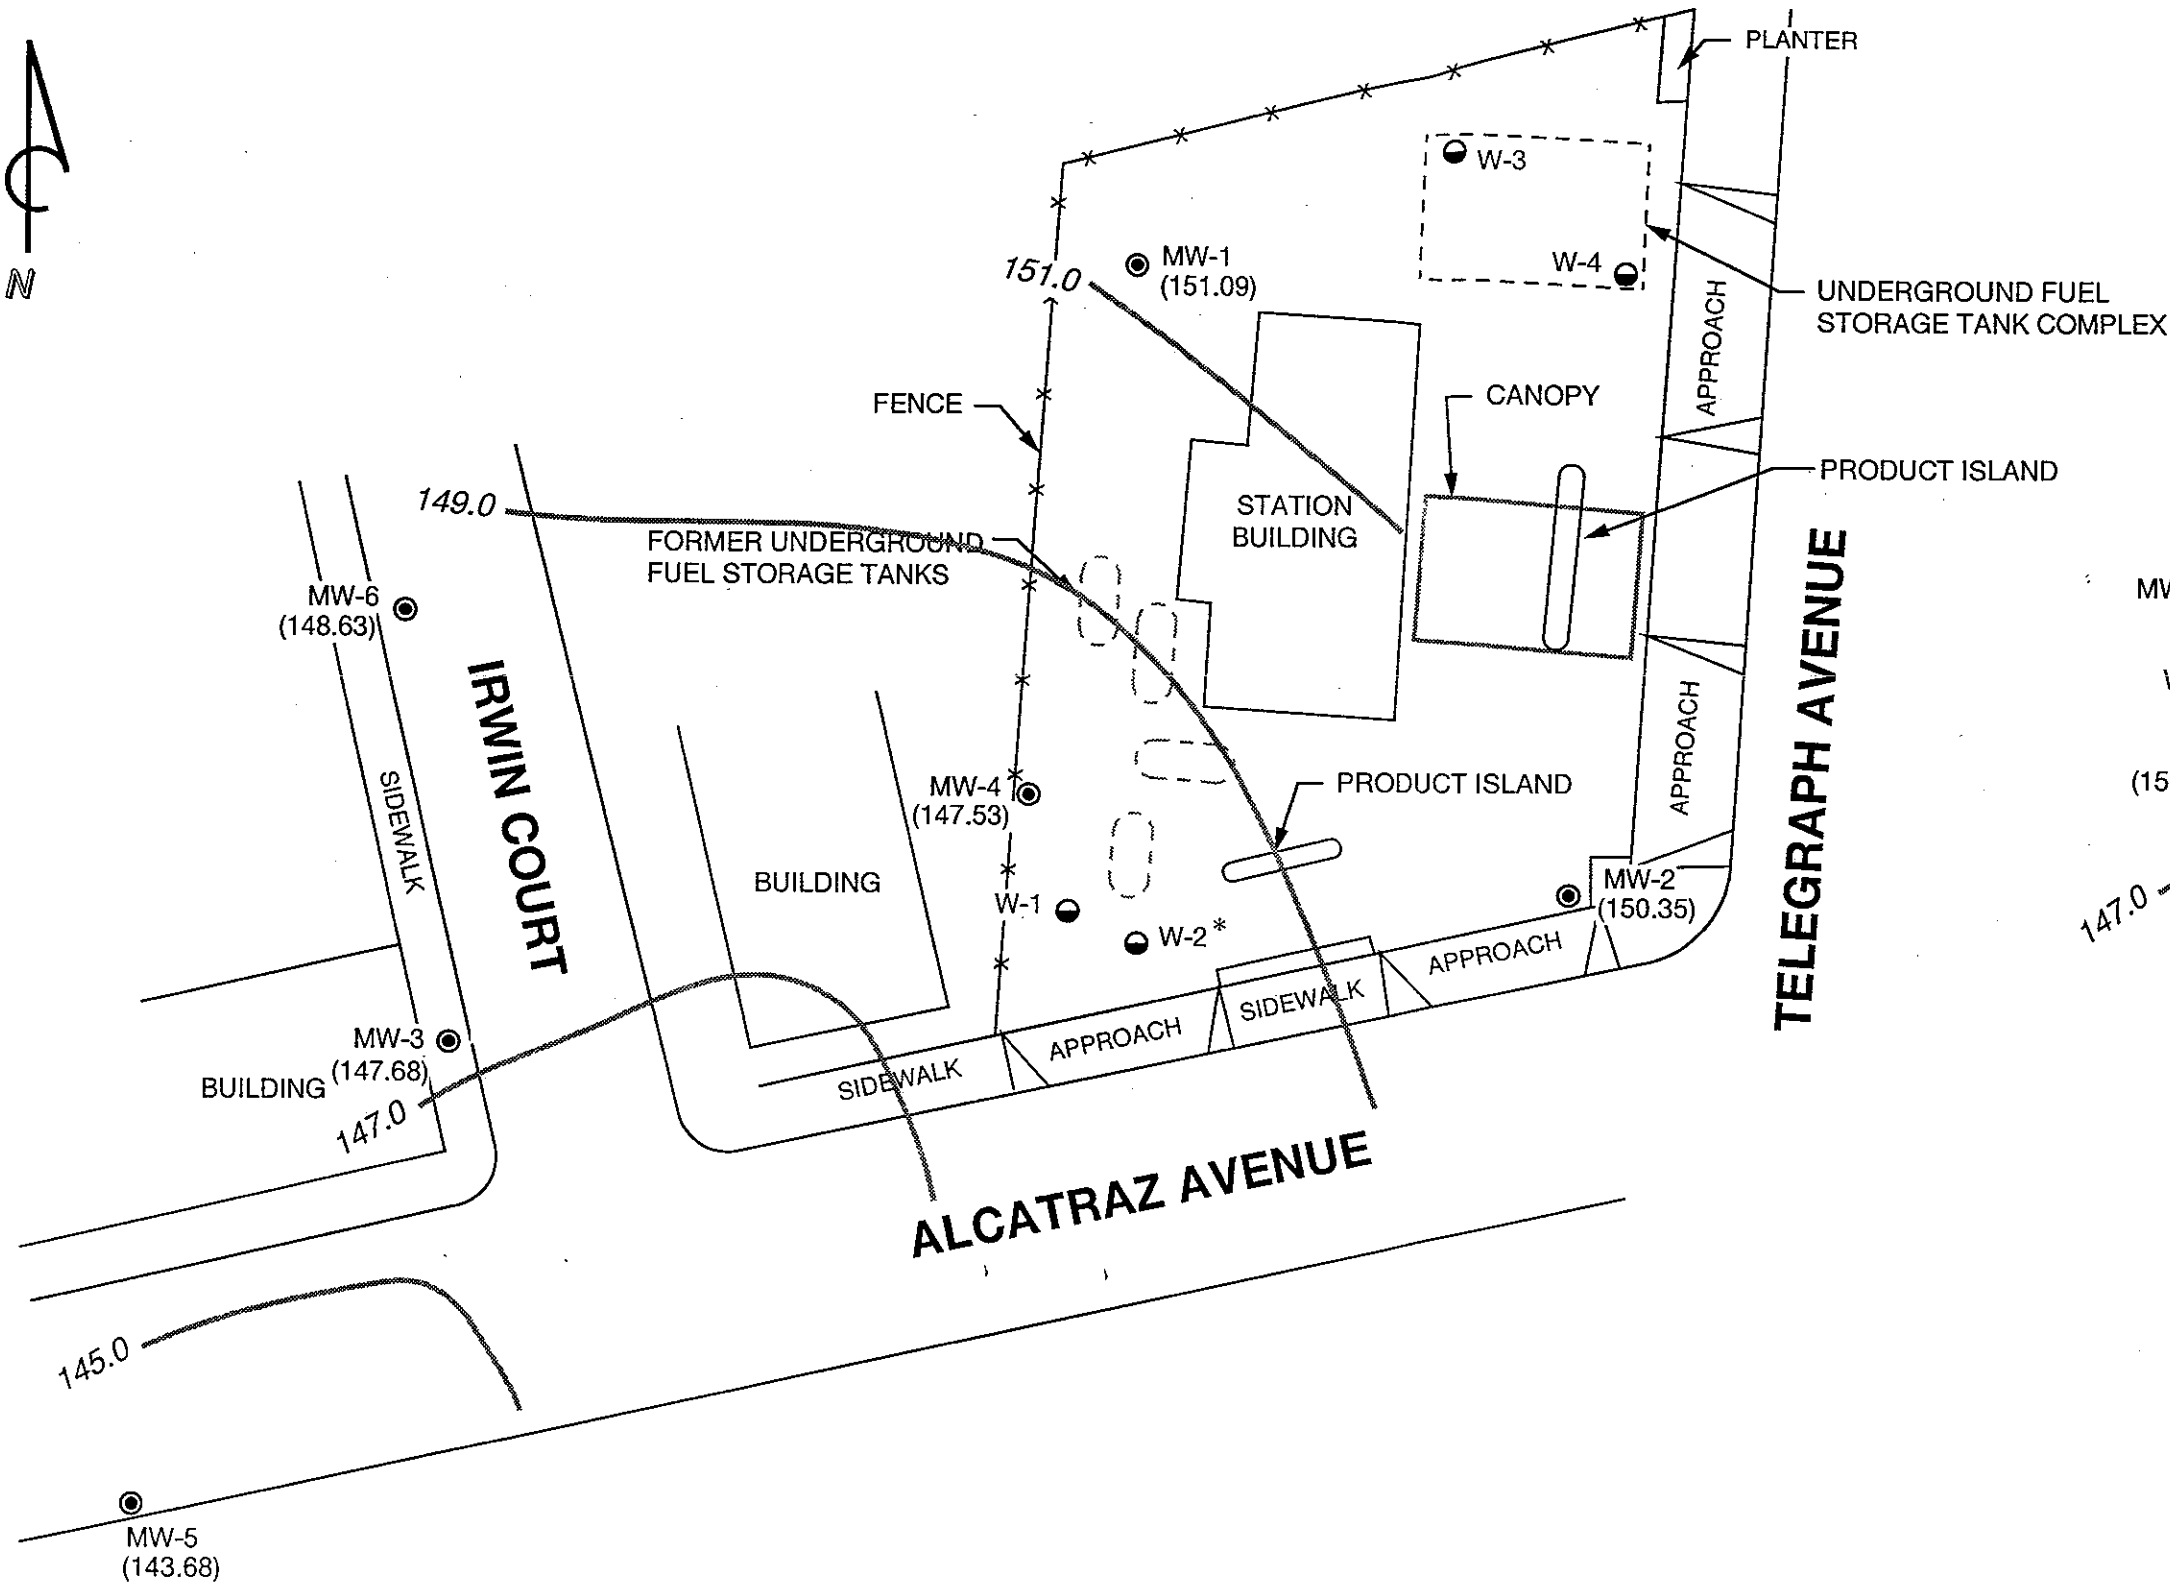 N
PLANTER
W-3
W-4
MW-1
(151.09)
151.0
UNDERGROUND FUEL
STORAGE TANK COMPLEX
APPROACH
FENCE
CANOPY
PRODUCT ISLAND
149.0
STATION
BUILDING
FORMER UNDERGROUND
FUEL STORAGE TANKS
MW-6
(148.63)
IRWIN COURT
SIDEWALK
TELEGRAPH AVENUE
APPROACH
MW-4
(147.53)
PRODUCT ISLAND
BUILDING
MW-2
(150.35)
W-1
W-2*
APPROACH
SIDEWALK
APPROACH
SIDEWALK
MW-3
(147.68)
BUILDING
147.0
ALCATRAZ AVENUE
145.0
MW-5
(143.68)
(15
147.0